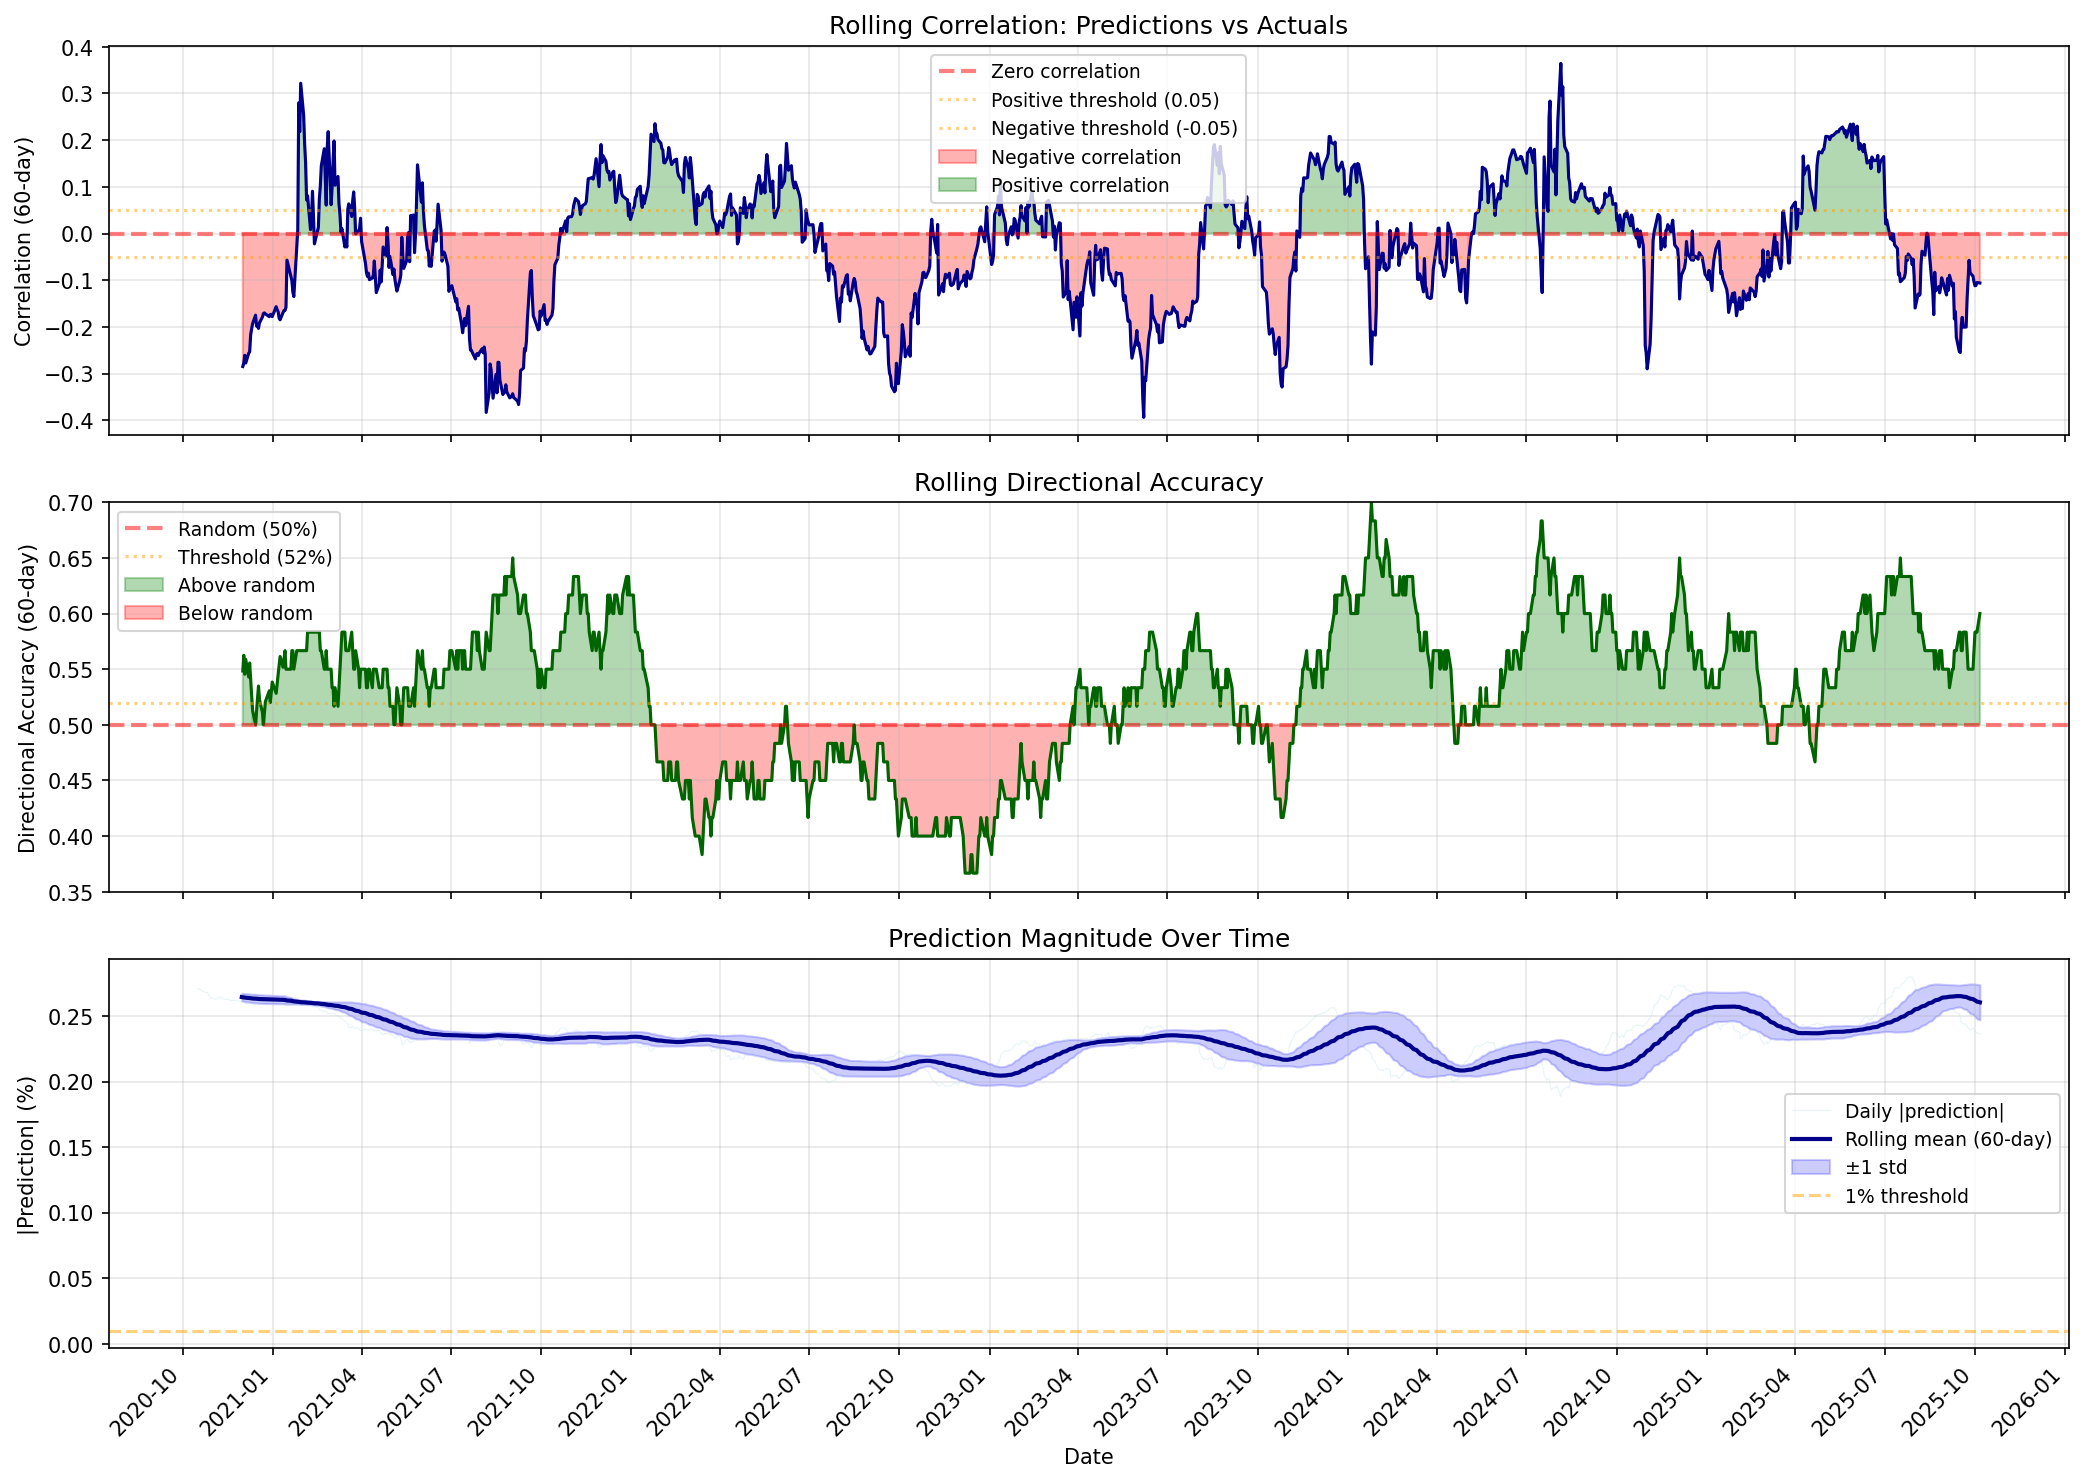 Rolling Correlation: Predictions vs Actuals
Correlation (60-day)
0.4
0.3
0.2
0.1
0.0
−0.1
−0.2
−0.3
−0.4
Zero correlation
Positive threshold (0.05)
Negative threshold (-0.05)
Negative correlation
Positive correlation
Rolling Directional Accuracy
Directional Accuracy (60-day)
0.70
0.65
0.60
0.55
0.50
0.45
0.40
0.35
Random (50%)
Threshold (52%)
Above random
Below random
Prediction Magnitude Over Time
|Prediction| (%)
0.25
0.20
0.15
0.10
0.05
0.00
Daily |prediction|
Rolling mean (60-day)
±1 std
1% threshold
2020-10
2021-01
2021-04
2021-07
2021-10
2022-01
2022-04
2022-07
2022-10
2023-01
2023-04
2023-07
2023-10
2024-01
2024-04
2024-07
2024-10
2025-01
2025-04
2025-07
2025-10
2026-01
Date